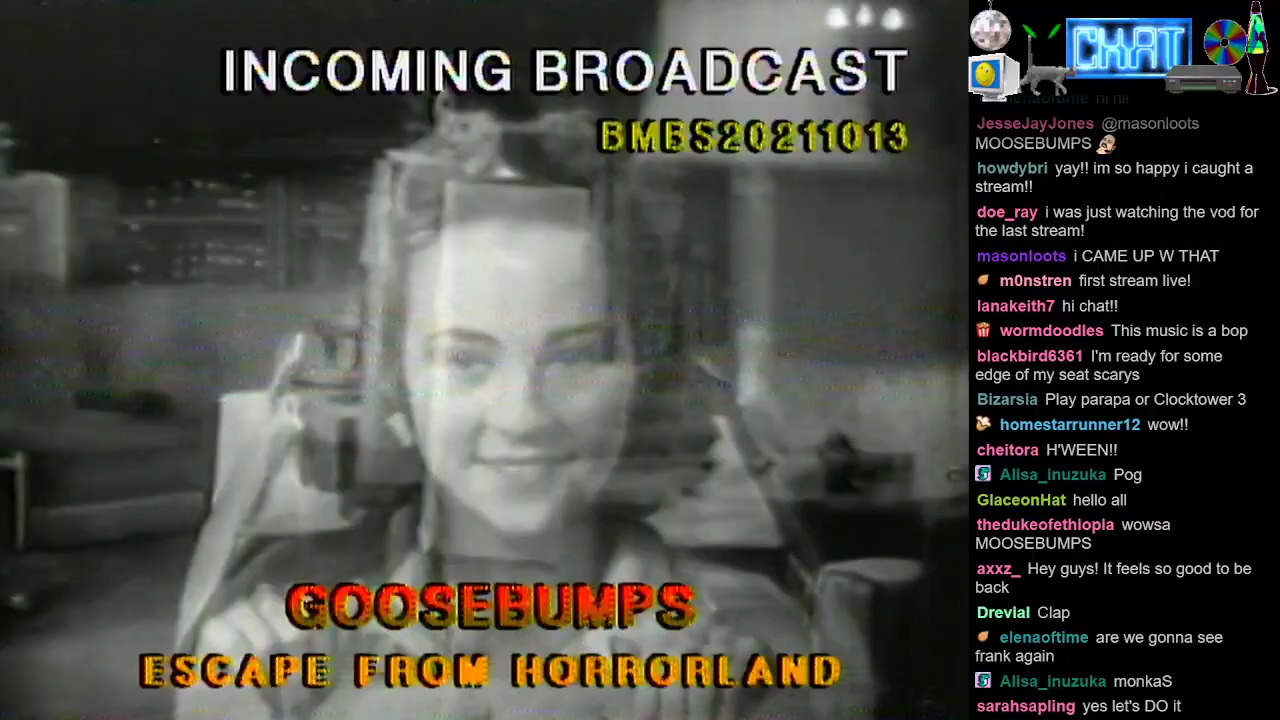 INCOMING BROADCAST
BMBS20211013
GOOSEBUMPS
ESCAPE FROM HORRORLAND
CHAT
elenaoftime hi hi!!
JesseJayJones @masonloots
MOOSEBUMPS
howdybri yay!! im so happy i caught a
stream!!
doe_ray i was just watching the vod for
the last stream!
masonloots i CAME UP W THAT
m0nstren first stream live!
lanakeith7 hi chat!!
wormdoodles This music is a bop
blackbird6361 I'm ready for some
edge of my seat scarys
Bizarsia Play parapa or Clocktower 3
homestarrunner12 wow!!
cheitora H'WEEN!!
Alisa_inuzuka Pog
GlaceonHat hello all
thedukeofethiopia wowsa
MOOSEBUMPS
axxz_ Hey guys! It feels so good to be
back
Drevial Clap
elenaoftime are we gonna see
frank again
Alisa_inuzuka monkaS
sarahsapling yes let's DO it